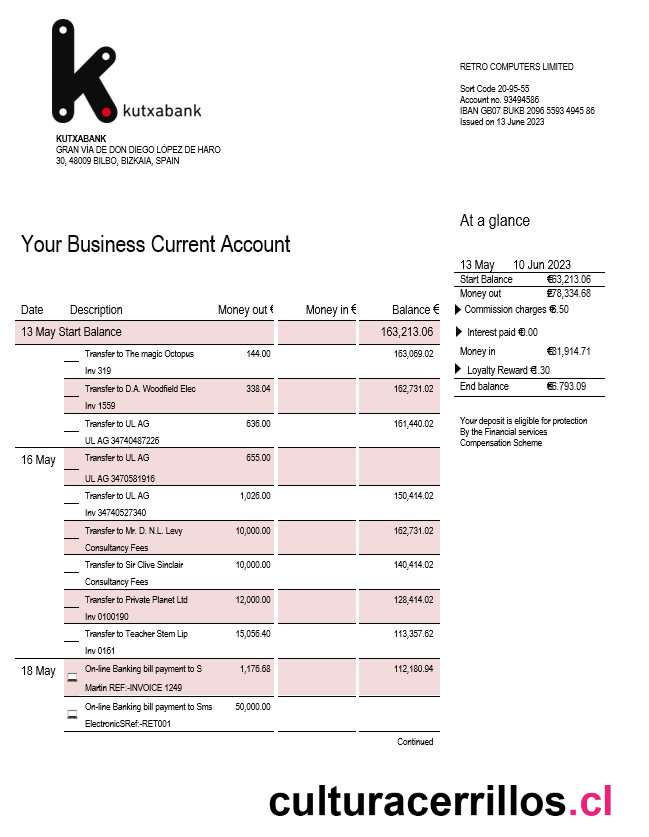 kutxabank
RETRO COMPUTERS LIMITED
Sort Code 20-95-55
Account no. 93494586
IBAN GB07 BUKB 2096 5593 4945 86
Issued on 13 June 2023
KUTXABANK
GRAN VÍA DE DON DIEGO LÓPEZ DE HARO
30, 48009 BILBO, BIZKAIA, SPAIN
At a glance
Your Business Current Account
13 May 10 Jun 2023
Start Balance €63,213.06
Money out £78,334.68
Commission charges €6.50
Interest paid €0.00
Money in €31,914.71
Loyalty Reward €1.30
End balance €6.793.09
Your deposit is eligible for protection
By the Financial services
Compensation Scheme
Date Description Money out € Money in € Balance €
13 May Start Balance 163,213.06
Transfer to The magic Octopus 144.00 163,069.02
Inv 319
Transfer to D.A. Woodfield Elec 338.04 162,731.02
Inv 1559
Transfer to UL AG 636.00 161,440.02
UL AG 34740487226
16 May Transfer to UL AG 655.00
UL AG 3470581916
Transfer to UL AG 1,026.00 150,414.02
Inv 34740527340
Transfer to Mr. D. N.L. Levy 10,000.00 162,731.02
Consultancy Fees
Transfer to Sir Clive Sinclair 10,000.00 140,414.02
Consultancy Fees
Transfer to Private Planet Ltd 12,000.00 128,414.02
Inv 0100190
Transfer to Teacher Stem Lip 15,056.40 113,357.62
Inv 0161
18 May On-line Banking bill payment to S 1,176.68 112,180.94
Martin REF:-INVOICE 1249
On-line Banking bill payment to Sms 50,000.00
ElectronicSRef:-RET001
Continued
culturacerrillos.cl